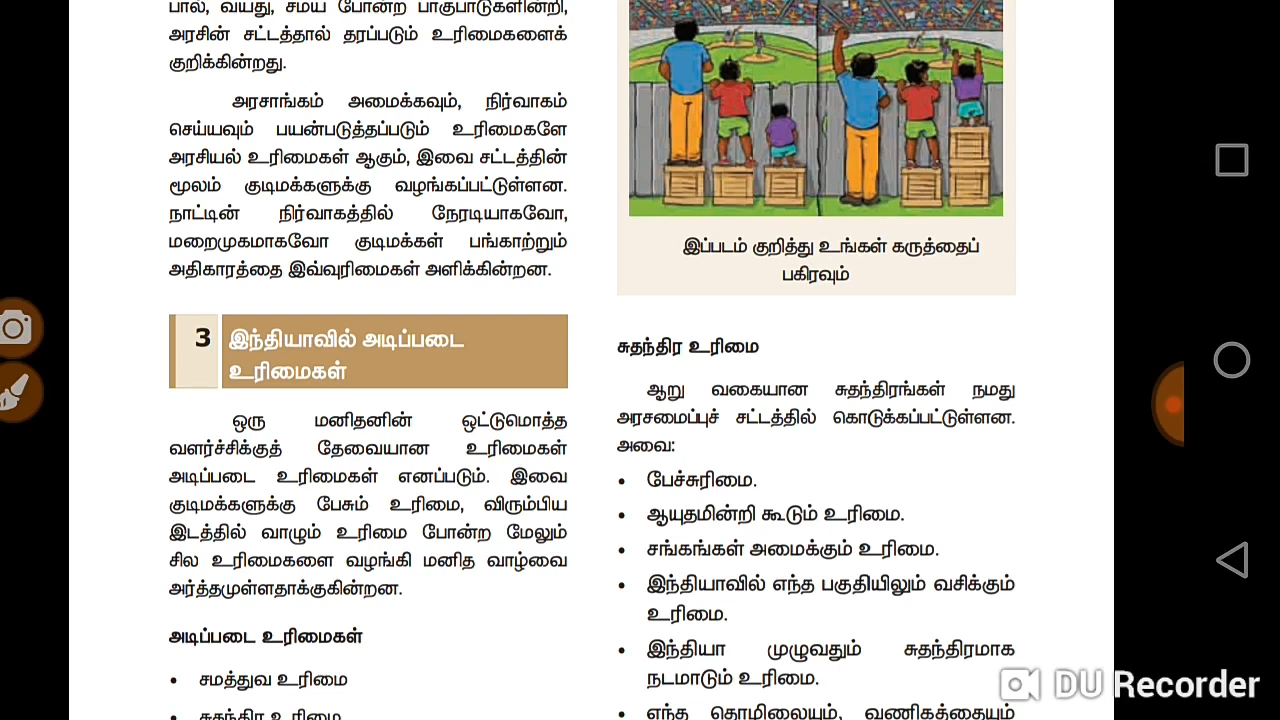 பால், வயது, சமய போன்ற பாகுபாடுகளின்றி,
அரசின் சட்டத்தால் தரப்படும் உரிமைகளைக்
குறிக்கின்றது.
அரசாங்கம் அமைக்கவும், நிர்வாகம்
செய்யவும் பயன்படுத்தப்படும் உரிமைகளே
அரசியல் உரிமைகள் ஆகும், இவை சட்டத்தின்
மூலம் குடிமக்களுக்கு வழங்கப்பட்டுள்ளன.
நாட்டின் நிர்வாகத்தில் நேரடியாகவோ,
மறைமுகமாகவோ குடிமக்கள் பங்காற்றும்
அதிகாரத்தை இவ்வுரிமைகள் அளிக்கின்றன.
3 இந்தியாவில் அடிப்படை
உரிமைகள்
ஒரு மனிதனின் ஒட்டுமொத்த
வளர்ச்சிக்குத் தேவையான உரிமைகள்
அடிப்படை உரிமைகள் எனப்படும். இவை
குடிமக்களுக்கு பேசும் உரிமை, விரும்பிய
இடத்தில் வாழும் உரிமை போன்ற மேலும்
சில உரிமைகளை வழங்கி மனித வாழ்வை
அர்த்தமுள்ளதாக்குகின்றன.
அடிப்படை உரிமைகள்
• சமத்துவ உரிமை
• சுதந்திர உரிமை
இப்படம் குறித்து உங்கள் கருத்தைப்
பகிரவும்
சுதந்திர உரிமை
ஆறு வகையான சுதந்திரங்கள் நமது
அரசமைப்புச் சட்டத்தில் கொடுக்கப்பட்டுள்ளன.
அவை:
• பேச்சுரிமை.
• ஆயுதமின்றி கூடும் உரிமை.
• சங்கங்கள் அமைக்கும் உரிமை.
• இந்தியாவில் எந்த பகுதியிலும் வசிக்கும்
உரிமை.
• இந்தியா முழுவதும் சுதந்திரமாக
நடமாடும் உரிமை.
• எந்த தொழிலையும், வணிகத்தையும்
DU Recorder